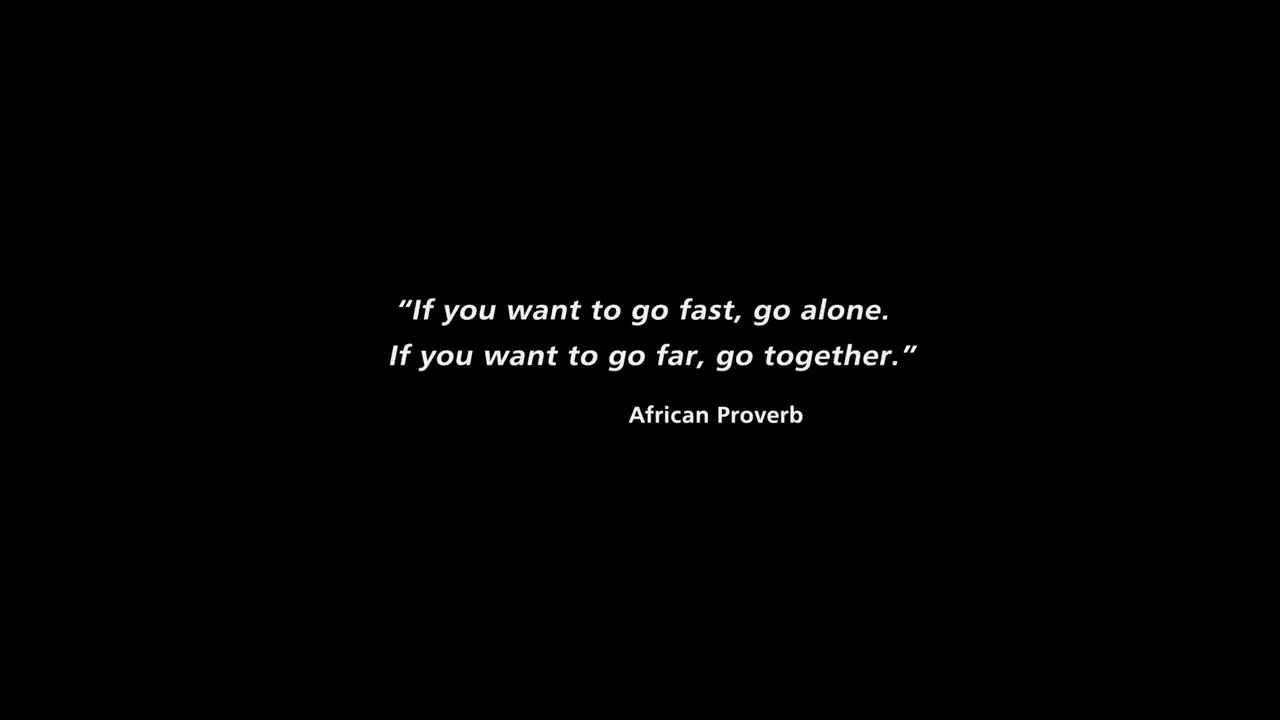 “If you want to go fast, go alone.
If you want to go far, go together.”
African Proverb